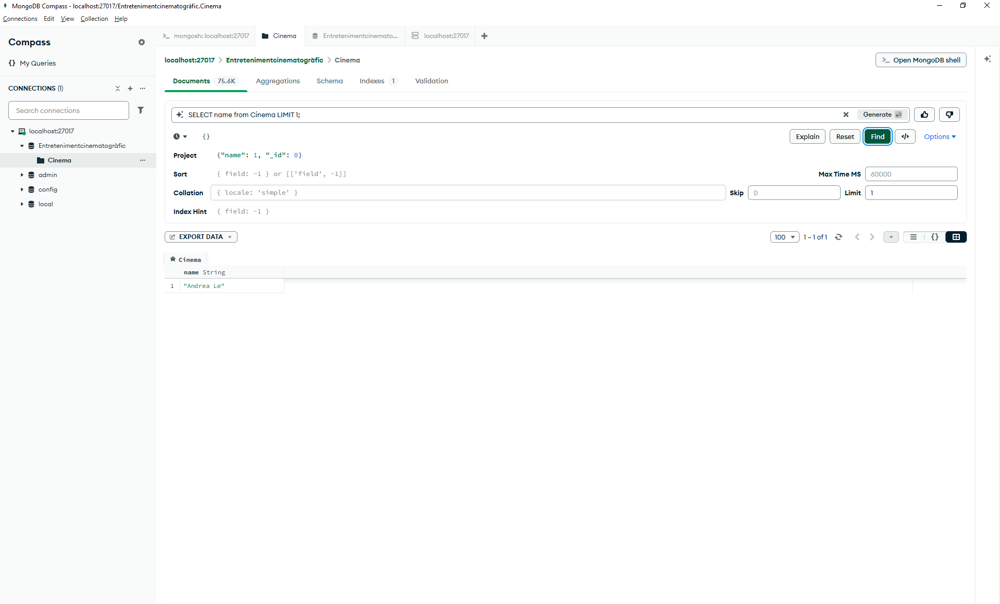 MongoDB Compass - localhost:27017/Entretenimentcinematogràfic.Cinema
Connections Edit View Collection Help
Compass
My Queries
CONNECTIONS (1)
Search connections
localhost:27017
Entretenimentcinematogràfic
Cinema
admin
config
local
mongosh: localhost:27017
Cinema
Entretenimentcinemato...
localhost:27017
localhost:27017 > Entretenimentcinematogràfic > Cinema
Open MongoDB shell
Documents 75.6K Aggregations Schema Indexes 1 Validation
SELECT name from Cinema LIMIT 1;
Generate
{}
Explain Reset Find </> Options
Project {"name": 1, "_id": 0}
Sort { field: -1 } or [['field', -1]]
Max Time MS 60000
Collation { locale: 'simple' }
Skip 0 Limit 1
Index Hint { field: -1 }
EXPORT DATA
100 1 – 1 of 1
Cinema
name String
1 "Andrea Le"